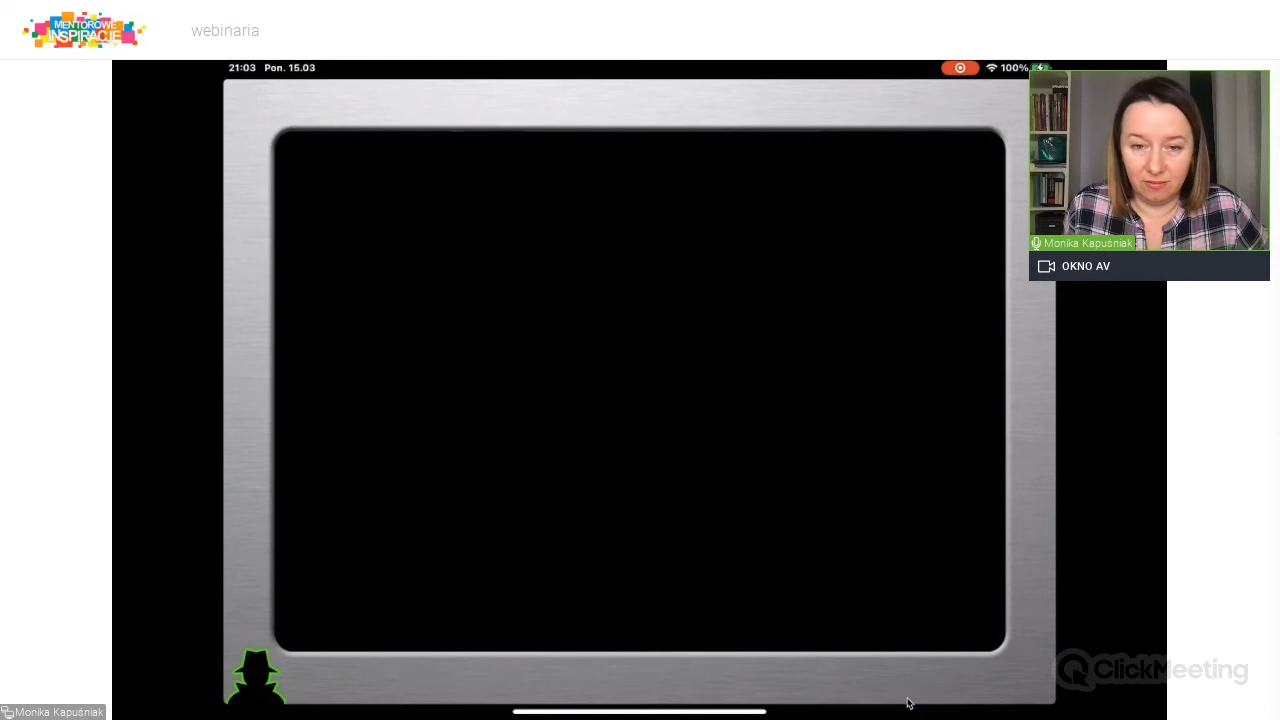 MENTOROWE
INSPIRACJE
webinaria
21:03 Pon. 15.03
100%
Monika Kapuśniak
OKNO AV
ClickMeeting
Monika Kapuśniak